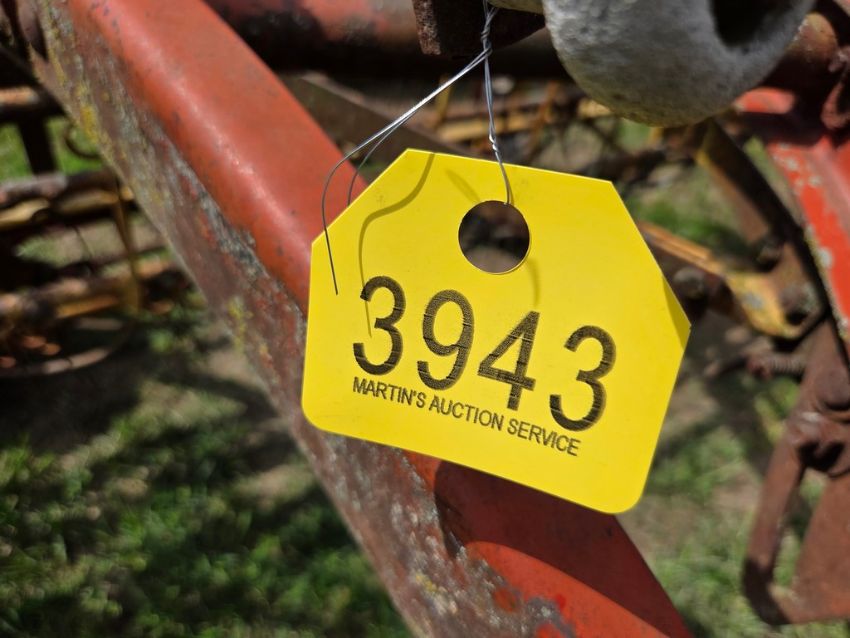 3943
MARTIN'S AUCTION SERVICE